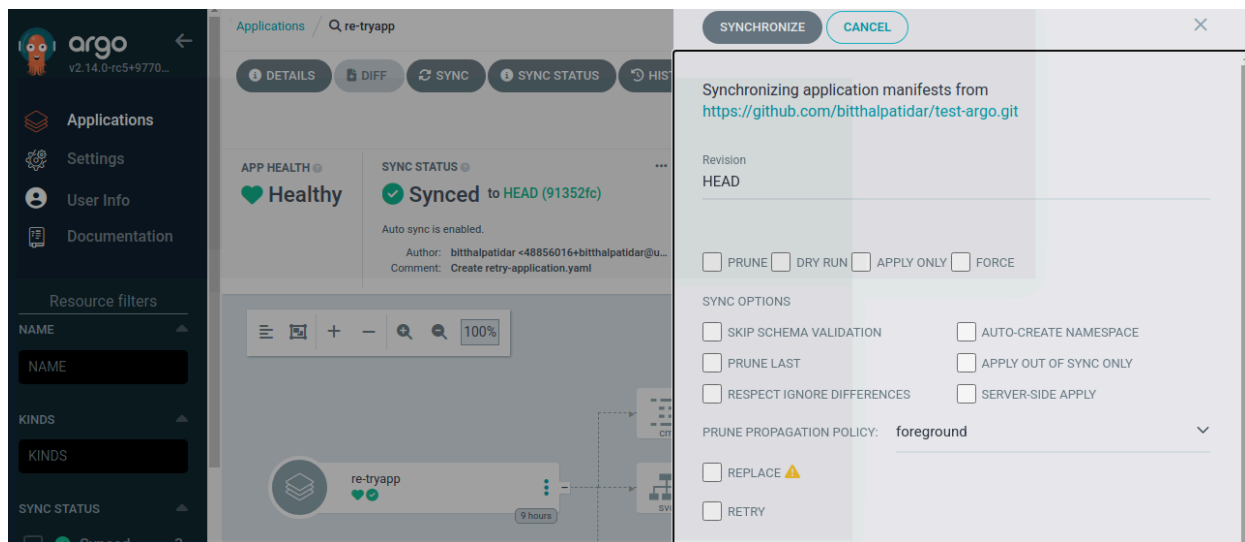 argo
v2.14.0-rc5+9770...
Applications
Settings
User Info
Documentation
Resource filters
NAME
NAME
KINDS
KINDS
SYNC STATUS
Synced
Applications / re-tryapp
DETAILS DIFF SYNC SYNC STATUS HIS
APP HEALTH
Healthy
SYNC STATUS
...
Synced to HEAD (91352fc)
Auto sync is enabled.
Author: bitthalpatidar <48856016+bitthalpatidar@u...
Comment: Create retry-application.yaml
100%
cm
re-tryapp
9 hours
svc
SYNCHRONIZE CANCEL
Synchronizing application manifests from
https://github.com/bitthalpatidar/test-argo.git
Revision
HEAD
PRUNE DRY RUN APPLY ONLY FORCE
SYNC OPTIONS
SKIP SCHEMA VALIDATION AUTO-CREATE NAMESPACE
PRUNE LAST APPLY OUT OF SYNC ONLY
RESPECT IGNORE DIFFERENCES SERVER-SIDE APPLY
PRUNE PROPAGATION POLICY: foreground
REPLACE
RETRY